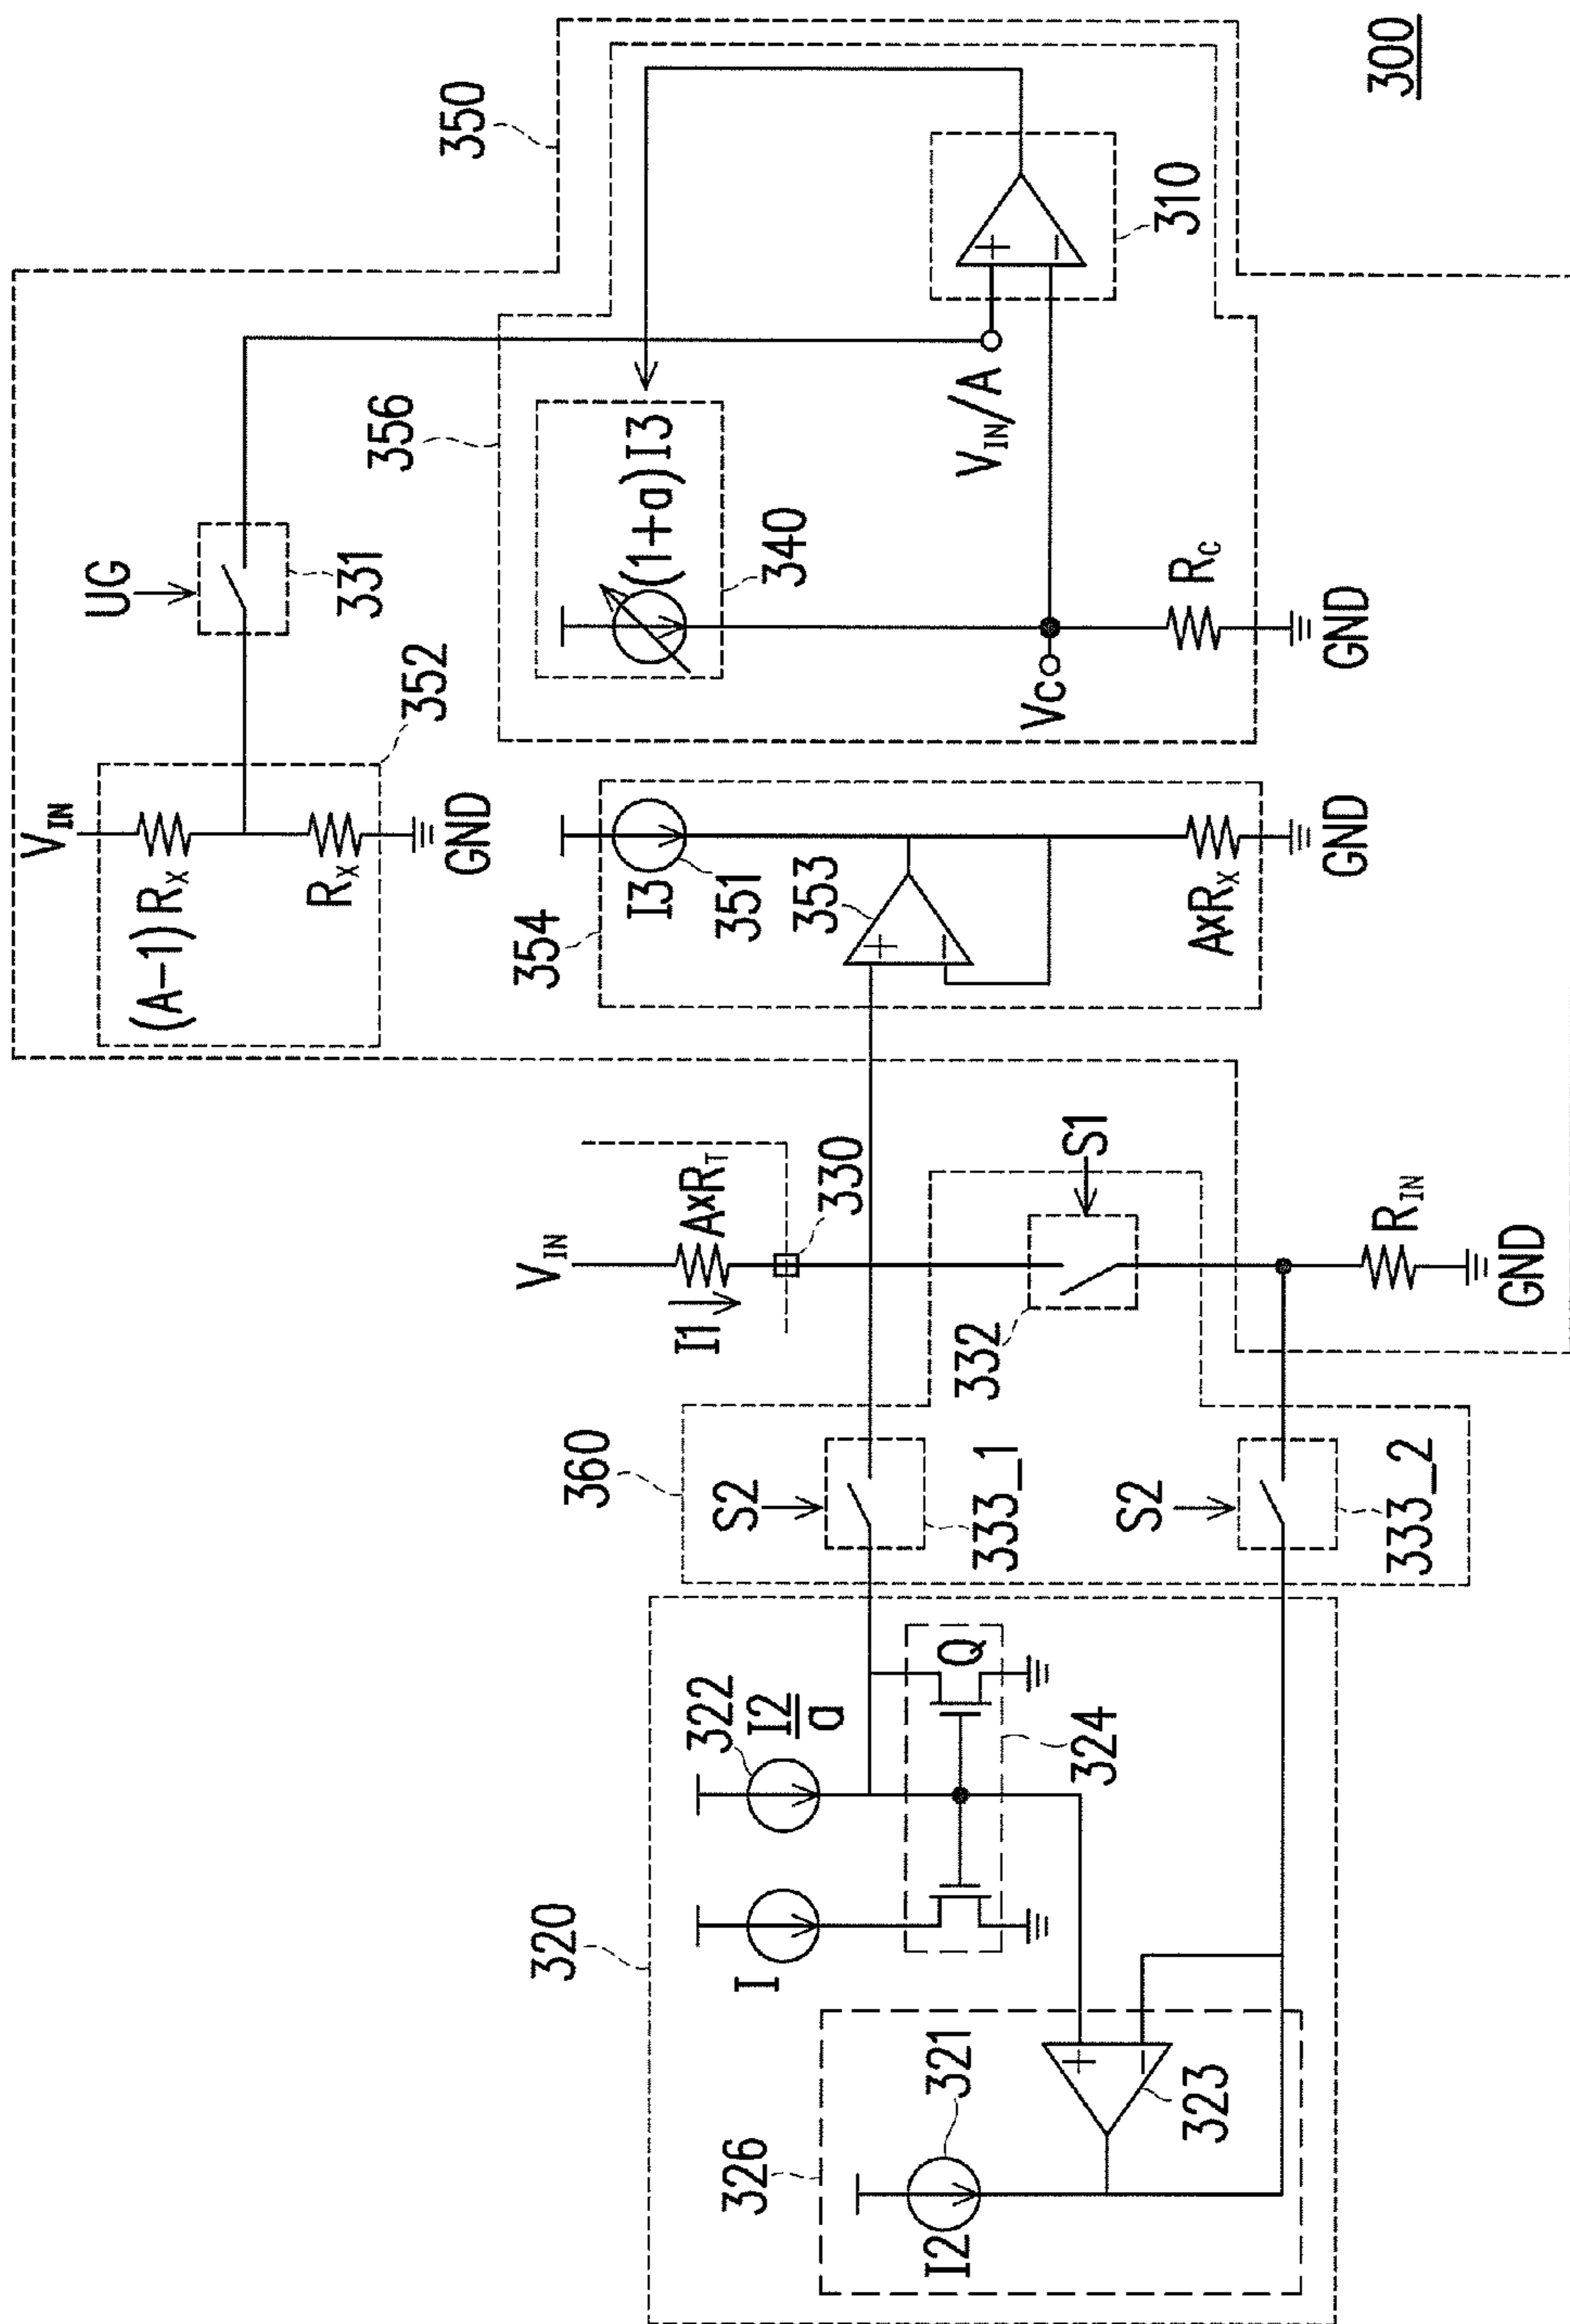 300
350
V_IN
(A-1)R_X
R_X
GND
352
UG
331
356
(1+a)I3
340
V_IN/A
310
Vc
R_C
GND
354
I3
351
353
AxR_X
GND
V_IN
AxR_T
I1
330
S1
332
R_IN
GND
360
S2
333_1
S2
333_2
320
322
I2
a
I
Q
324
326
321
I2
323